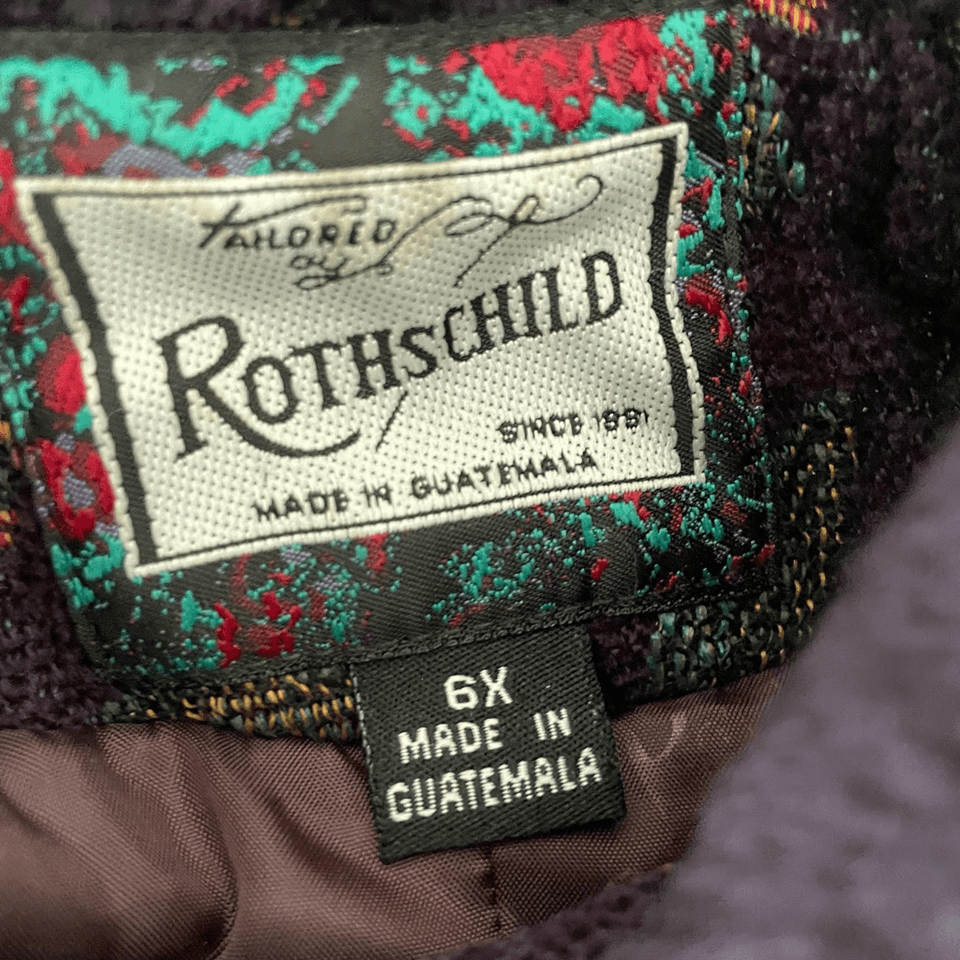 TAILORED
by
ROTHSCHILD
SINCE 1881
MADE IN GUATEMALA
6X
MADE IN
GUATEMALA